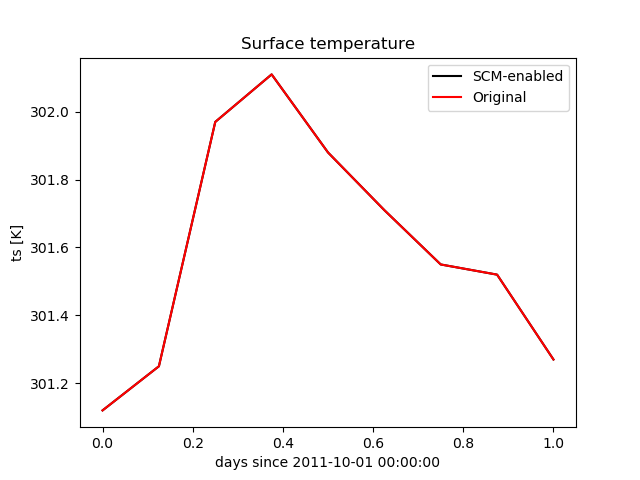 Surface temperature
SCM-enabled
Original
ts [K]
302.0
301.8
301.6
301.4
301.2
0.0 0.2 0.4 0.6 0.8 1.0
days since 2011-10-01 00:00:00